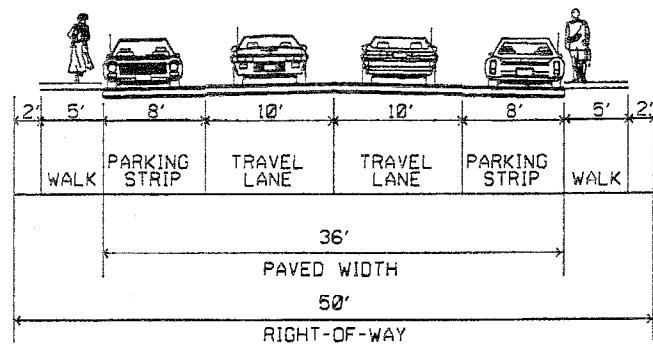 2' 5' 8' 10' 10' 8' 5' 2'
WALK PARKING STRIP TRAVEL LANE TRAVEL LANE PARKING STRIP WALK
36'
PAVED WIDTH
50'
RIGHT-OF-WAY